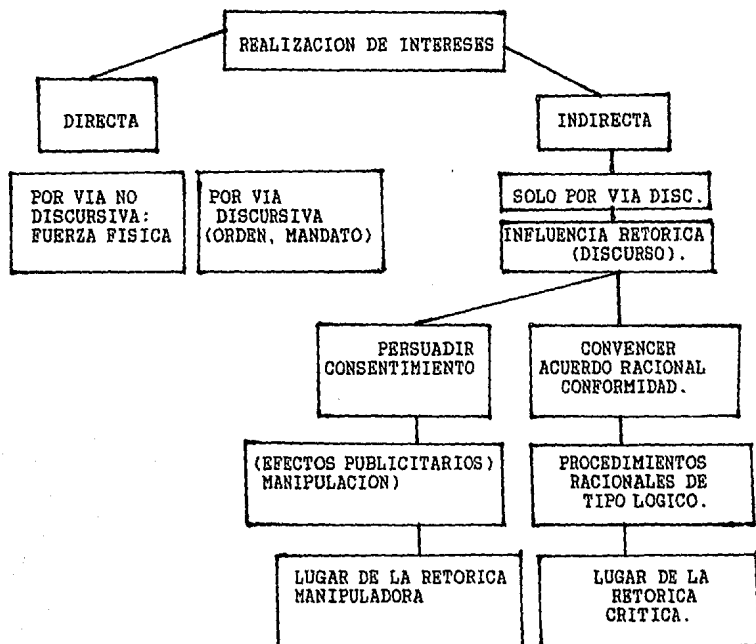 REALIZACION DE INTERESES
DIRECTA
INDIRECTA
POR VIA NO
DISCURSIVA:
FUERZA FISICA
POR VIA
DISCURSIVA
(ORDEN, MANDATO)
SOLO POR VIA DISC.
INFLUENCIA RETORICA
(DISCURSO).
PERSUADIR
CONSENTIMIENTO
CONVENCER
ACUERDO RACIONAL
CONFORMIDAD.
(EFECTOS PUBLICITARIOS)
MANIPULACION)
PROCEDIMIENTOS
RACIONALES DE
TIPO LOGICO.
LUGAR DE LA RETORICA
MANIPULADORA
LUGAR DE LA
RETORICA
CRITICA.